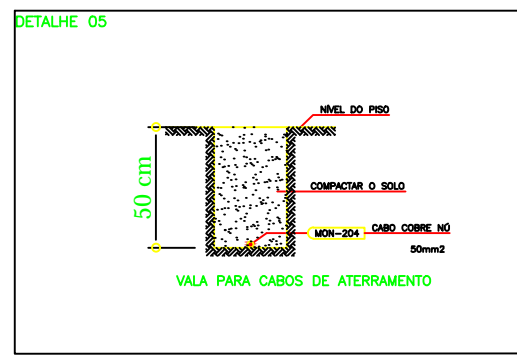 DETALHE 05
NÍVEL DO PISO
50 cm
COMPACTAR O SOLO
MON-204 CABO COBRE NÚ
50mm2
VALA PARA CABOS DE ATERRAMENTO